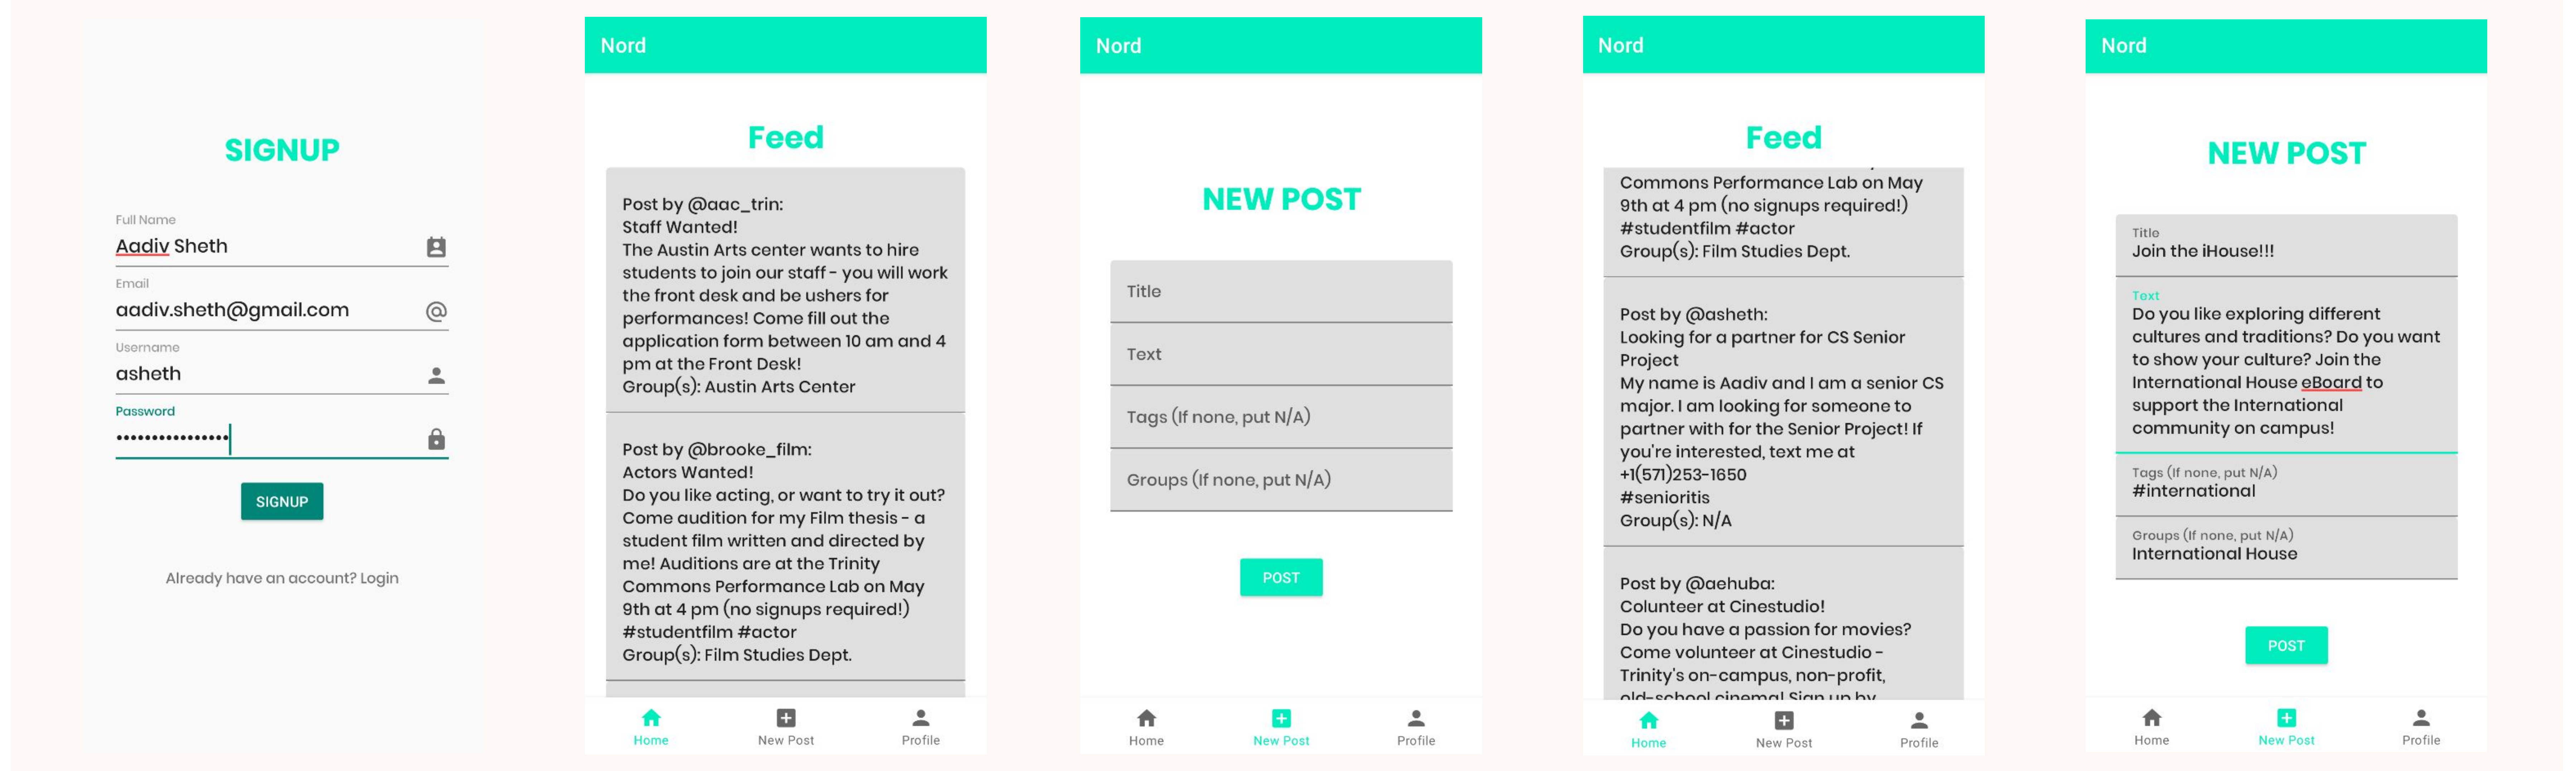 SIGNUP
Full Name
Aadiv Sheth
Email
aadiv.sheth@gmail.com
Username
asheth
Password
••••••••••••••••
SIGNUP
Already have an account? Login
Nord
Feed
Post by @aac_trin:
Staff Wanted!
The Austin Arts center wants to hire
students to join our staff - you will work
the front desk and be ushers for
performances! Come fill out the
application form between 10 am and 4
pm at the Front Desk!
Group(s): Austin Arts Center
Post by @brooke_film:
Actors Wanted!
Do you like acting, or want to try it out?
Come audition for my Film thesis - a
student film written and directed by
me! Auditions are at the Trinity
Commons Performance Lab on May
9th at 4 pm (no signups required!)
#studentfilm #actor
Group(s): Film Studies Dept.
Home
New Post
Profile
Nord
NEW POST
Title
Text
Tags (If none, put N/A)
Groups (If none, put N/A)
POST
Home
New Post
Profile
Nord
Feed
Commons Performance Lab on May
9th at 4 pm (no signups required!)
#studentfilm #actor
Group(s): Film Studies Dept.
Post by @asheth:
Looking for a partner for CS Senior
Project
My name is Aadiv and I am a senior CS
major. I am looking for someone to
partner with for the Senior Project! If
you're interested, text me at
+1(571)253-1650
#senioritis
Group(s): N/A
Post by @aehuba:
Colunteer at Cinestudio!
Do you have a passion for movies?
Come volunteer at Cinestudio -
Trinity's on-campus, non-profit,
old-school cinema! Sign up by
Home
New Post
Profile
Nord
NEW POST
Title
Join the iHouse!!!
Text
Do you like exploring different
cultures and traditions? Do you want
to show your culture? Join the
International House eBoard to
support the International
community on campus!
Tags (If none, put N/A)
#international
Groups (If none, put N/A)
International House
POST
Home
New Post
Profile